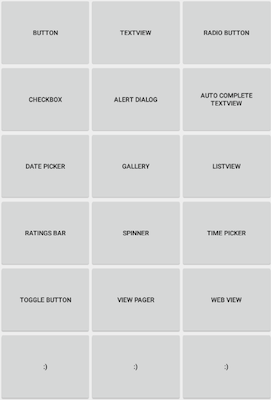 BUTTON
TEXTVIEW
RADIO BUTTON
CHECKBOX
ALERT DIALOG
AUTO COMPLETE
TEXTVIEW
DATE PICKER
GALLERY
LISTVIEW
RATINGS BAR
SPINNER
TIME PICKER
TOGGLE BUTTON
VIEW PAGER
WEB VIEW
:)
:)
:)